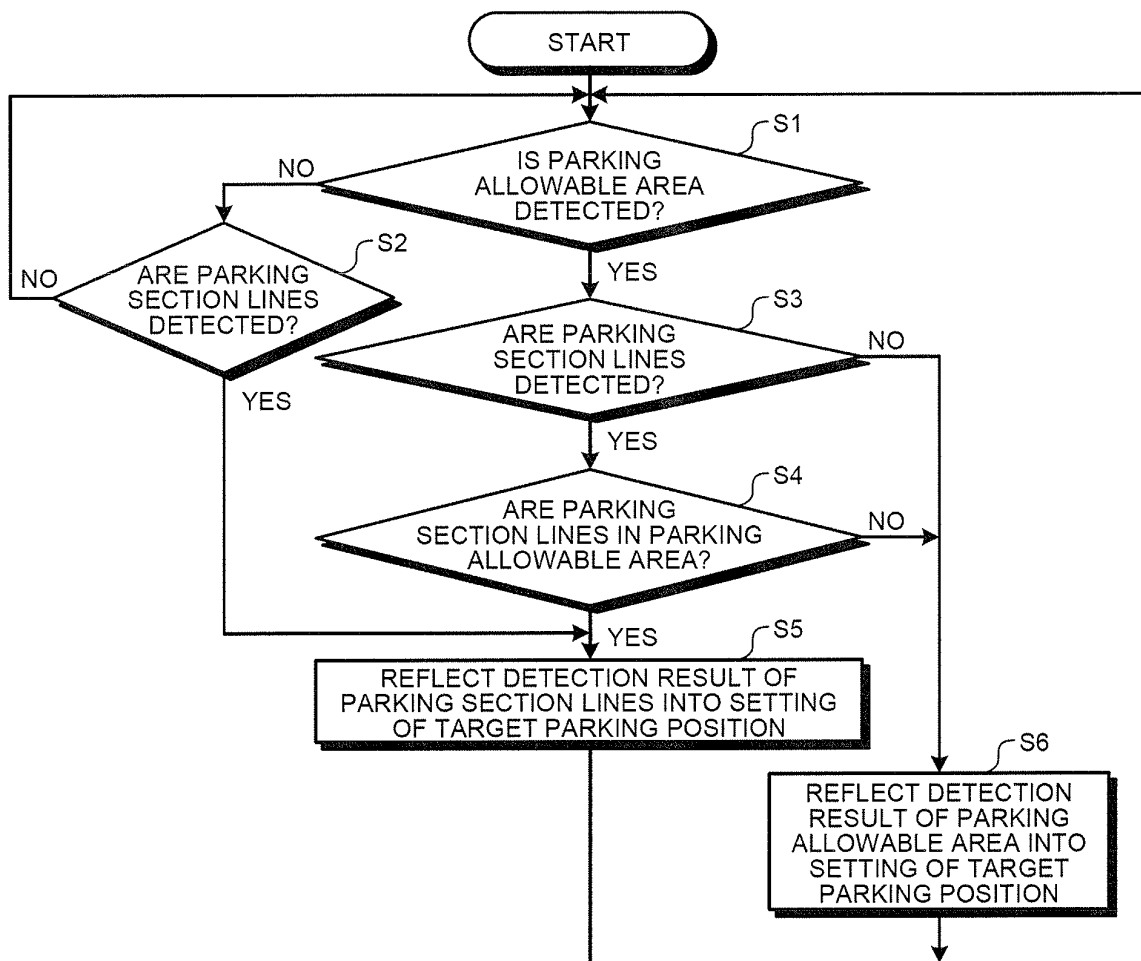 START
S1
IS PARKING
ALLOWABLE AREA
DETECTED?
NO
YES
S2
ARE PARKING
SECTION LINES
DETECTED?
NO
YES
S3
ARE PARKING
SECTION LINES
DETECTED?
NO
YES
S4
ARE PARKING
SECTION LINES IN PARKING
ALLOWABLE AREA?
NO
YES
S5
REFLECT DETECTION RESULT OF
PARKING SECTION LINES INTO SETTING
OF TARGET PARKING POSITION
S6
REFLECT DETECTION
RESULT OF PARKING
ALLOWABLE AREA INTO
SETTING OF TARGET
PARKING POSITION